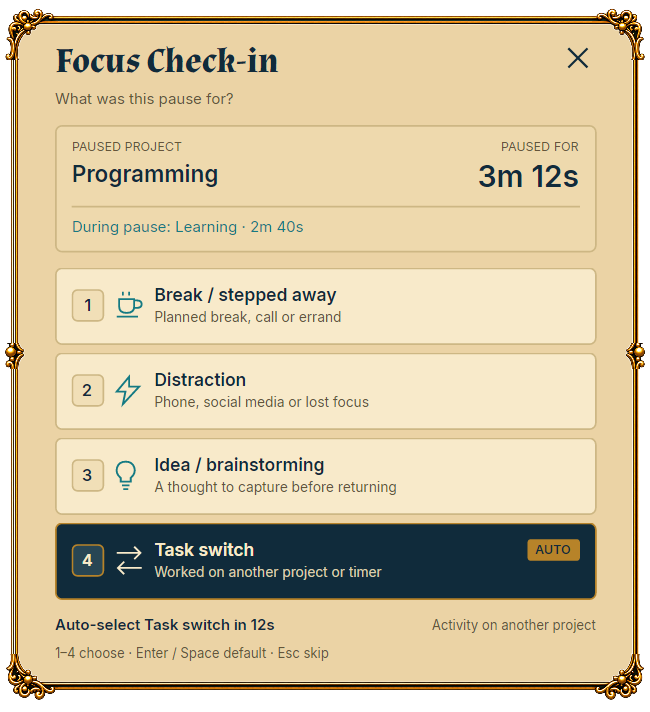 Focus Check-in
What was this pause for?
PAUSED PROJECT
PAUSED FOR
Programming
3m 12s
During pause: Learning · 2m 40s
1
Break / stepped away
Planned break, call or errand
2
Distraction
Phone, social media or lost focus
3
Idea / brainstorming
A thought to capture before returning
4
Task switch
AUTO
Worked on another project or timer
Auto-select Task switch in 12s
Activity on another project
1–4 choose · Enter / Space default · Esc skip